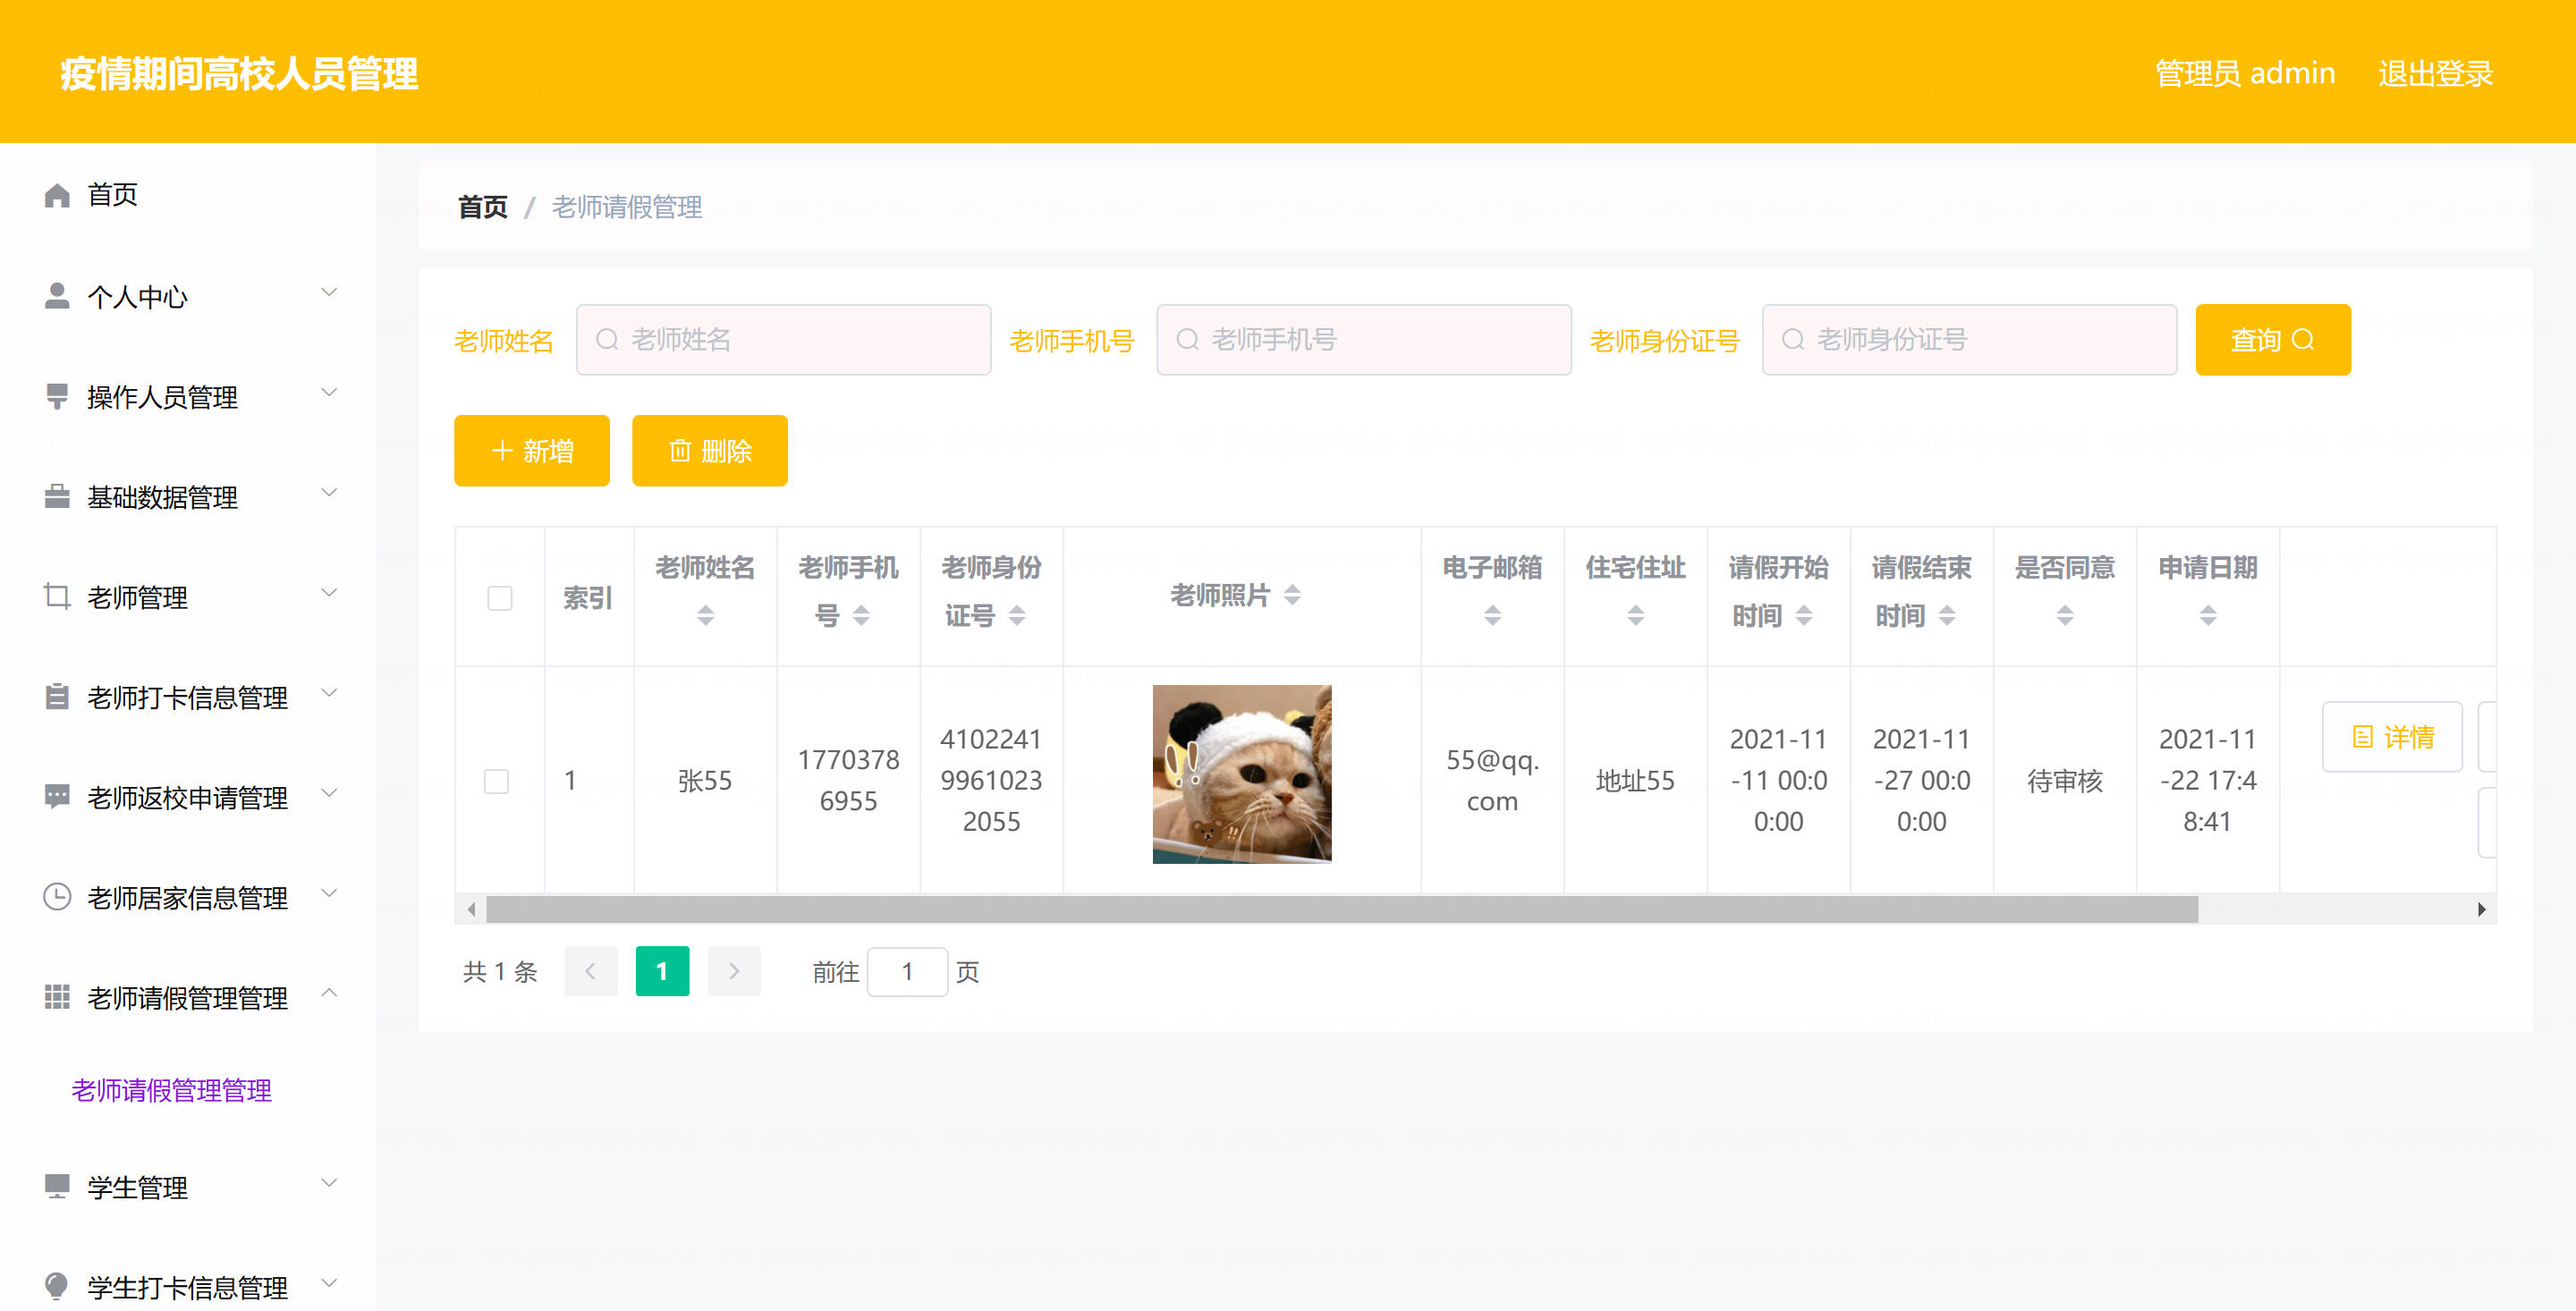 疫情期间高校人员管理
管理员 admin 退出登录
首页
个人中心
操作人员管理
基础数据管理
老师管理
老师打卡信息管理
老师返校申请管理
老师居家信息管理
老师请假管理管理
老师请假管理管理
学生管理
学生打卡信息管理
首页 / 老师请假管理
老师姓名 老师姓名 老师手机号 老师手机号 老师身份证号 老师身份证号 查询
新增 删除
索引 老师姓名 老师手机号 老师身份证号 老师照片 电子邮箱 住宅住址 请假开始时间 请假结束时间 是否同意 申请日期
1 张55 17703786955 410224199610232055 55@qq.com 地址55 2021-11-11 00:00:00 2021-11-27 00:00:00 待审核 2021-11-22 17:48:41 详情
共 1 条 1 前往 1 页